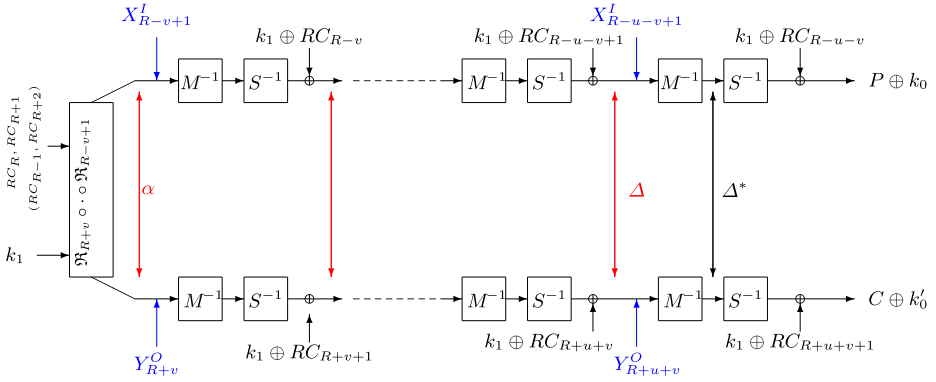 X^I_{R−v+1}
X^I_{R−u−v+1}
k_1 ⊕ RC_{R−v}
k_1 ⊕ RC_{R−u−v+1}
k_1 ⊕ RC_{R−u−v}
M^{−1}
S^{−1}
M^{−1}
S^{−1}
M^{−1}
S^{−1}
P ⊕ k_0
RC_R, RC_{R+1}
(RC_{R−1}, RC_{R+2})
ℜ_{R+v} ∘ · ∘ ℜ_{R−v+1}
k_1
α
Δ
Δ^*
M^{−1}
S^{−1}
M^{−1}
S^{−1}
M^{−1}
S^{−1}
C ⊕ k′_0
k_1 ⊕ RC_{R+v+1}
k_1 ⊕ RC_{R+u+v}
k_1 ⊕ RC_{R+u+v+1}
Y^O_{R+v}
Y^O_{R+u+v}